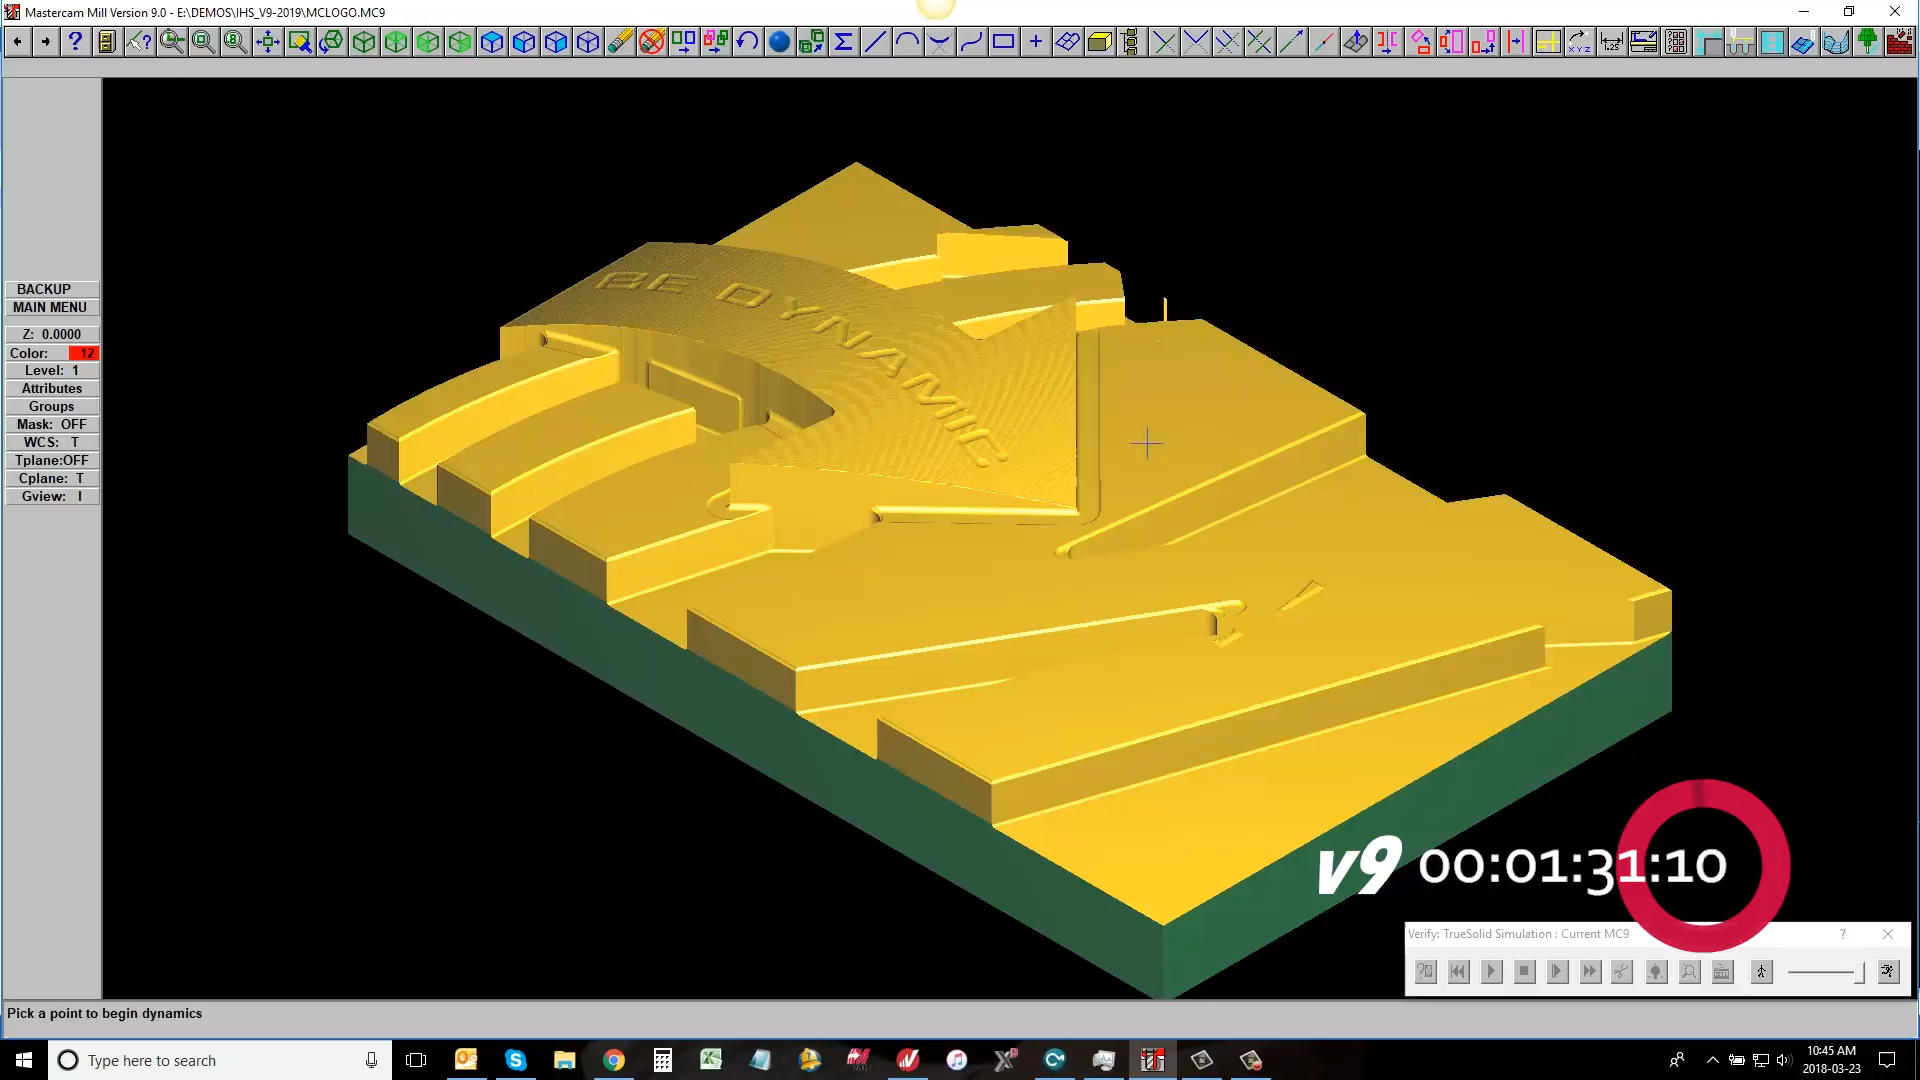 Mastercam Mill Version 9.0 - E:\DEMOS\IHS_V9-2019\MCLOGO.MC9
BACKUP
MAIN MENU
Z: 0.0000
Color: 12
Level: 1
Attributes
Groups
Mask: OFF
WCS: T
Tplane:OFF
Cplane: T
Gview: I
BE DYNAMIC
v9 00:01:31:10
Verify: TrueSolid Simulation : Current MC9
Pick a point to begin dynamics
Type here to search
10:45 AM
2018-03-23